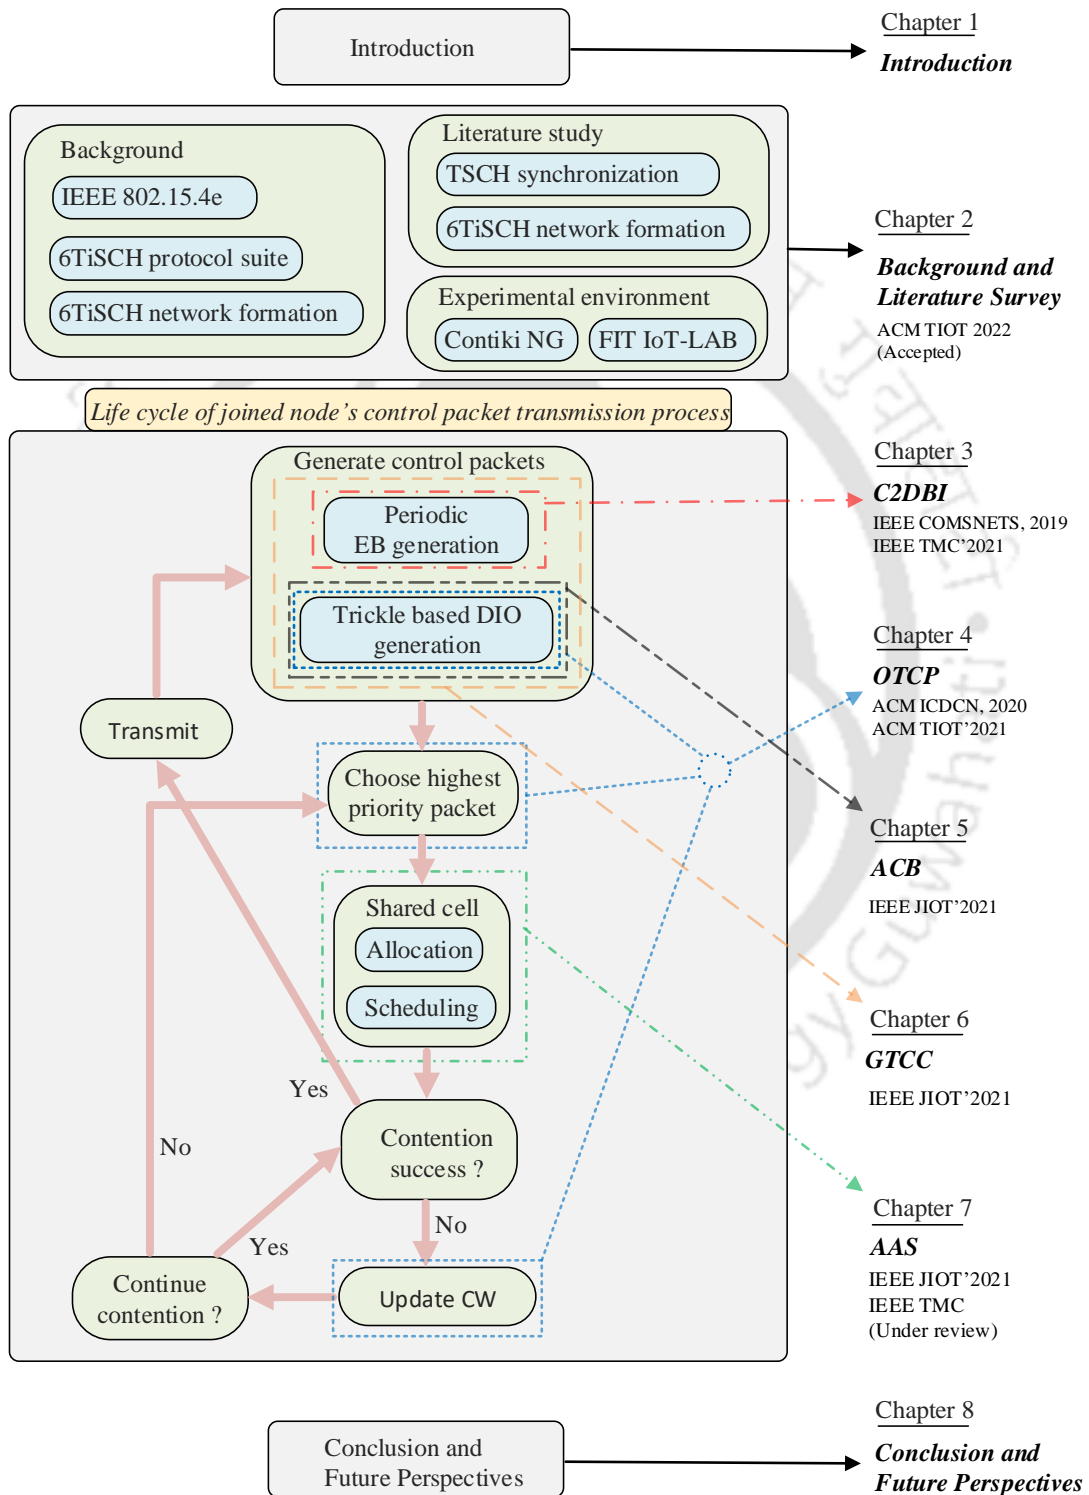 Introduction
Chapter 1
Introduction
Background
IEEE 802.15.4e
6TiSCH protocol suite
6TiSCH network formation
Literature study
TSCH synchronization
6TiSCH network formation
Experimental environment
Contiki NG
FIT IoT-LAB
Chapter 2
Background and
Literature Survey
ACM TIOT 2022
(Accepted)
Life cycle of joined node's control packet transmission process
Generate control packets
Periodic
EB generation
Trickle based DIO
generation
Transmit
Choose highest
priority packet
Shared cell
Allocation
Scheduling
Yes
No
Contention
success ?
No
Yes
Continue
contention ?
Update CW
Chapter 3
C2DBI
IEEE COMSNETS, 2019
IEEE TMC’2021
Chapter 4
OTCP
ACM ICDCN, 2020
ACM TIOT’2021
Chapter 5
ACB
IEEE JIOT’2021
Chapter 6
GTCC
IEEE JIOT’2021
Chapter 7
AAS
IEEE JIOT’2021
IEEE TMC
(Under review)
Conclusion and
Future Perspectives
Chapter 8
Conclusion and
Future Perspectives
gy Guwahati